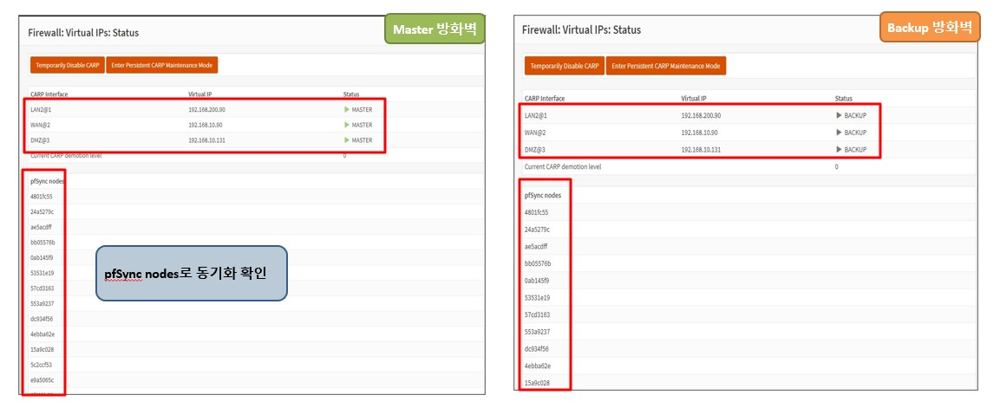 Master 방화벽
Firewall: Virtual IPs: Status
Temporarily Disable CARP Enter Persistent CARP Maintenance Mode
CARP Interface Virtual IP Status
LAN2@1 192.168.200.90 MASTER
WAN@2 192.168.10.90 MASTER
DMZ@3 192.168.10.131 MASTER
Current CARP demotion level 0
pfSync nodes
4801fc55
24a5279c
ae5acdff
bb05576b
0ab145f9
53531e19
57cd3163
553a9237
dc934f56
4ebba62e
15a9c028
5c2ccf53
e9a5065c
pfSync nodes로 동기화 확인
Backup 방화벽
Firewall: Virtual IPs: Status
Temporarily Disable CARP Enter Persistent CARP Maintenance Mode
CARP Interface Virtual IP Status
LAN2@1 192.168.200.90 BACKUP
WAN@2 192.168.10.90 BACKUP
DMZ@3 192.168.10.131 BACKUP
Current CARP demotion level 0
pfSync nodes
4801fc55
24a5279c
ae5acdff
bb05576b
0ab145f9
53531e19
57cd3163
553a9237
dc934f56
4ebba62e
15a9c028